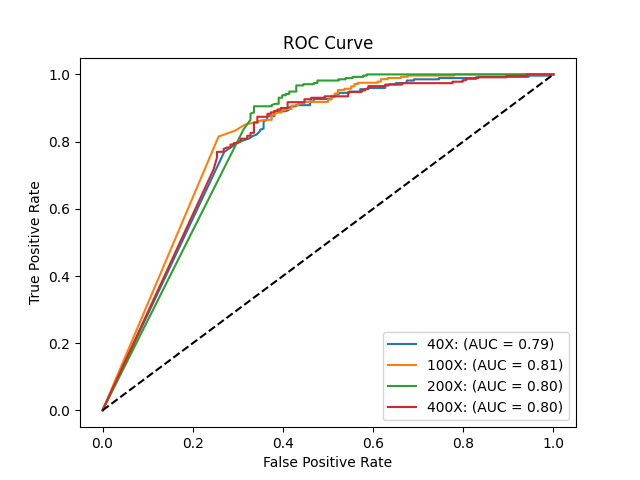 ROC Curve
True Positive Rate
1.0
0.8
0.6
0.4
0.2
0.0
40X: (AUC = 0.79)
100X: (AUC = 0.81)
200X: (AUC = 0.80)
400X: (AUC = 0.80)
0.0 0.2 0.4 0.6 0.8 1.0
False Positive Rate